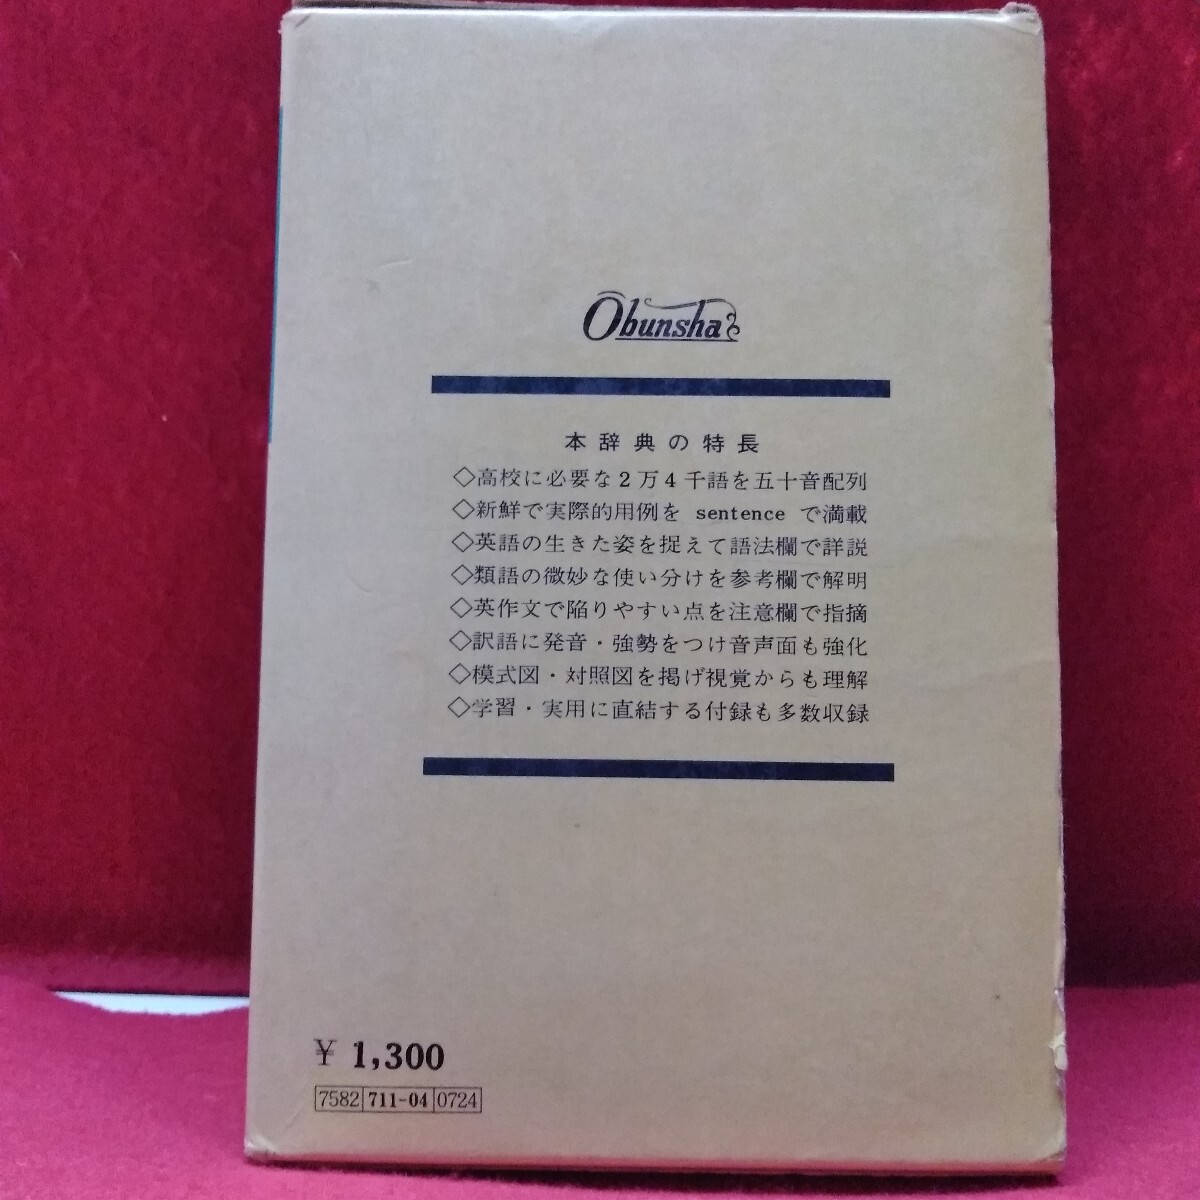 Ōbunsha
本辞典の特長
◇高校に必要な2万4千語を五十音配列
◇新鮮で実際的用例を sentence で満載
◇英語の生きた姿を捉えて語法欄で詳説
◇類語の微妙な使い分けを参考欄で解明
◇英作文で陥りやすい点を注意欄で指摘
◇訳語に発音・強勢をつけ音声面も強化
◇模式図・対照図を掲げ視覚からも理解
◇学習・実用に直結する付録も多数収録
¥ 1,300
7582 711-04 0724